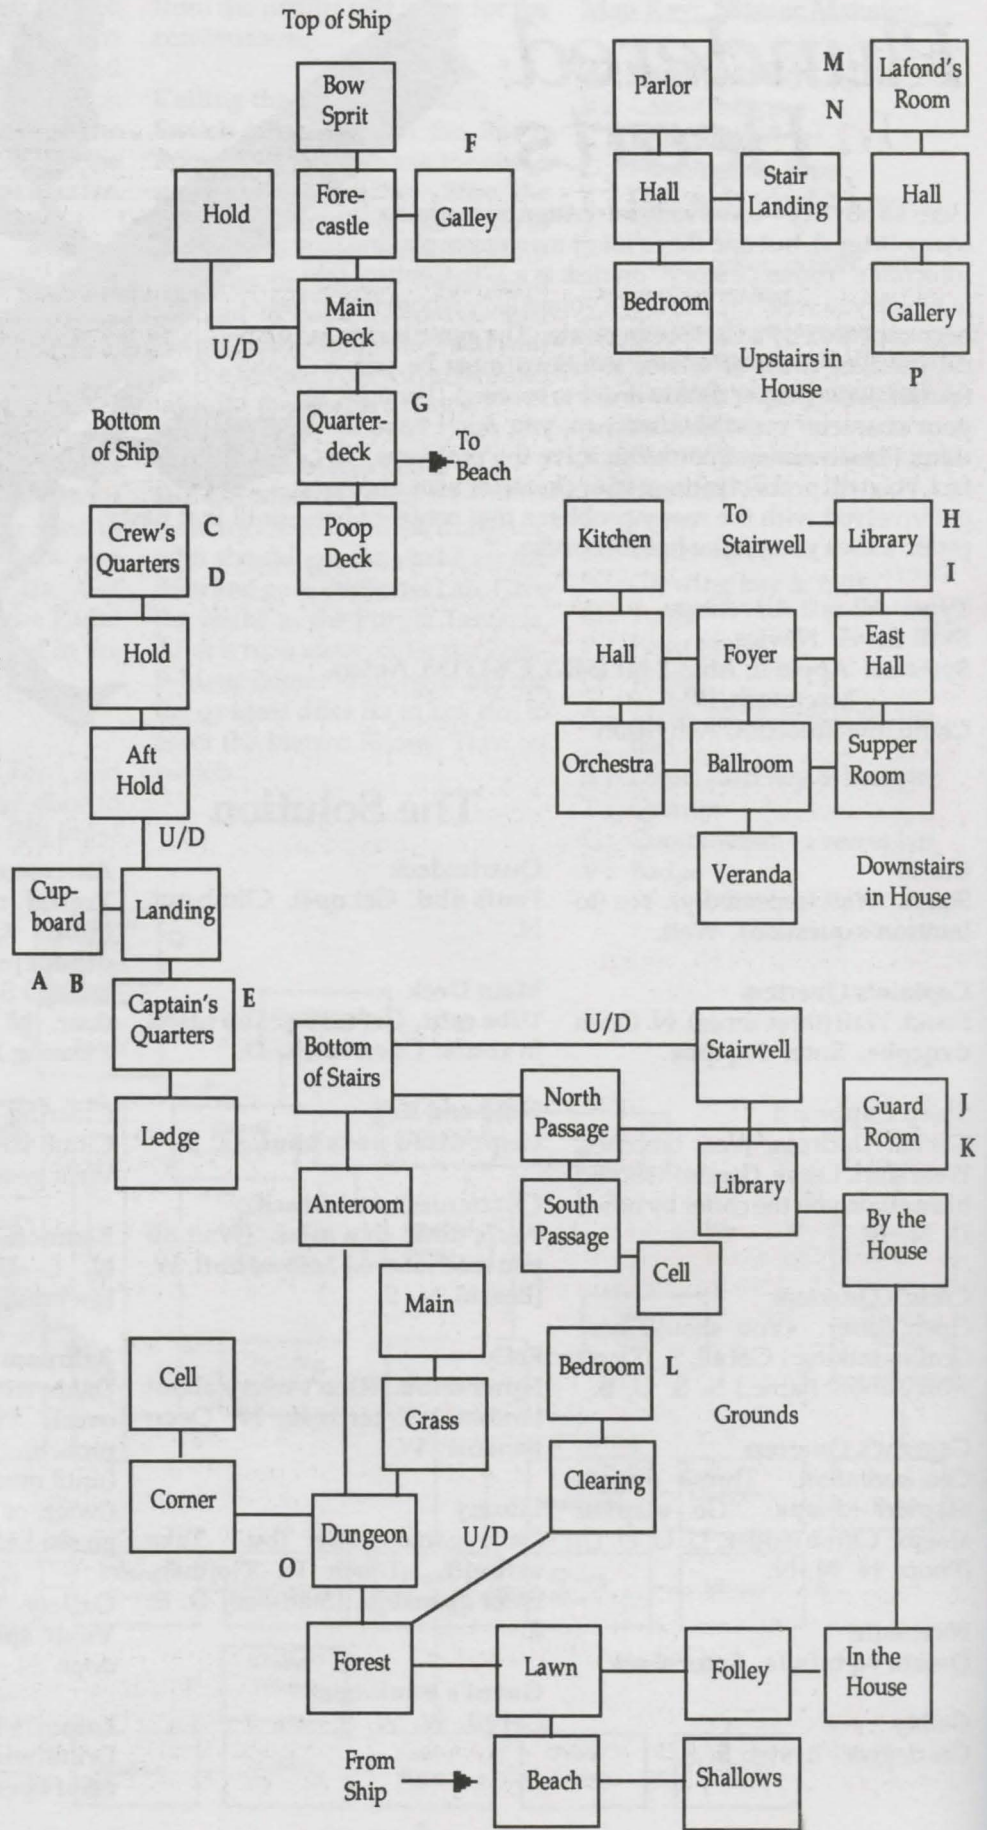 Top of Ship
Bow
Sprit
F
Hold
Fore-
castle
Galley
Main
Deck
U/D
G
Quarter-
deck
To
Beach
Poop
Deck
Parlor
M
N
Lafond's
Room
Hall
Stair
Landing
Hall
Bedroom
Gallery
P
Upstairs in
House
Bottom
of Ship
Crew's
Quarters
C
D
Hold
Aft
Hold
U/D
Cup-
board
Landing
A
B
Captain's
Quarters
E
Ledge
Kitchen
To
Stairwell
Library
H
I
Hall
Foyer
East
Hall
Orchestra
Ballroom
Supper
Room
Veranda
Downstairs
in House
Bottom
of Stairs
U/D
Stairwell
North
Passage
Guard
Room
J
K
Library
Anteroom
South
Passage
By the
House
Cell
Main
Bedroom
L
Cell
Grass
Grounds
Clearing
Corner
Dungeon
U/D
O
Forest
Lawn
Folley
In the
House
From
Ship
Beach
Shallows
The Solution